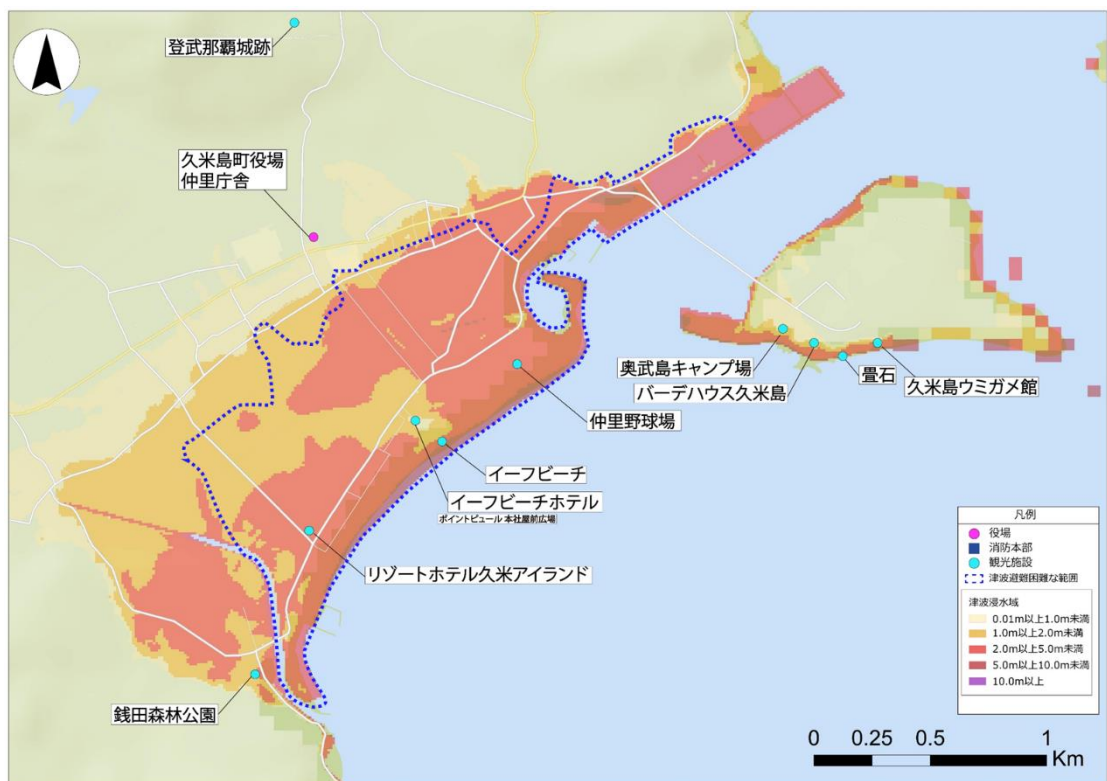 登武那覇城跡
久米島町役場
仲里庁舎
奥武島キャンプ場
バーデハウス久米島
畳石
久米島ウミガメ館
仲里野球場
イーフビーチ
イーフビーチホテル
ポイントピュール 本社屋前広場
リゾートホテル久米アイランド
銭田森林公園
凡例
役場
消防本部
観光施設
津波避難困難な範囲
津波浸水域
0.01m以上1.0m未満
1.0m以上2.0m未満
2.0m以上5.0m未満
5.0m以上10.0m未満
10.0m以上
0 0.25 0.5 1
Km